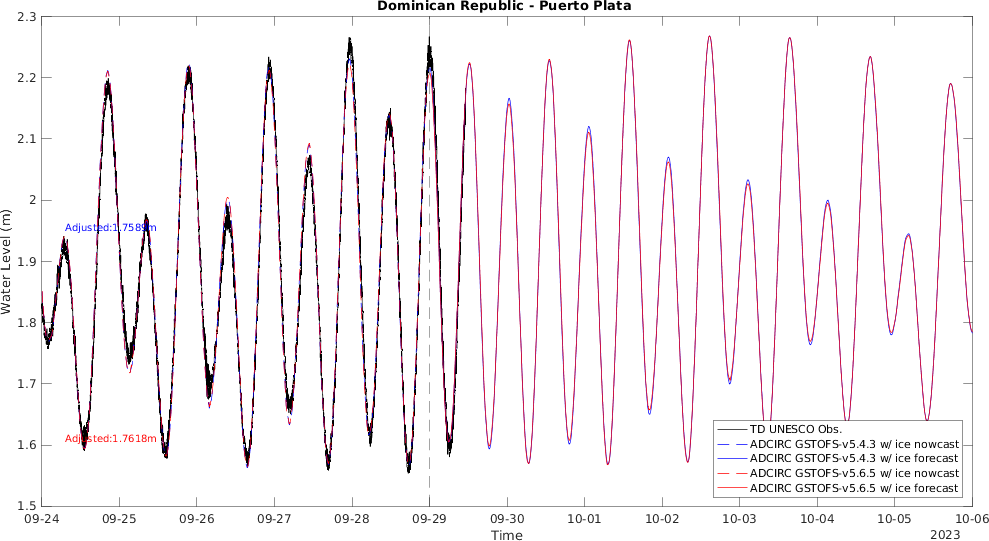 Dominican Republic - Puerto Plata
2.3
2.2
2.1
2
1.9
1.8
1.7
1.6
1.5
Water Level (m)
Adjusted:1.7589m
Adjusted:1.7618m
TD UNESCO Obs.
ADCIRC GSTOFS-v5.4.3 w/ ice nowcast
ADCIRC GSTOFS-v5.4.3 w/ ice forecast
ADCIRC GSTOFS-v5.6.5 w/ ice nowcast
ADCIRC GSTOFS-v5.6.5 w/ ice forecast
09-24 09-25 09-26 09-27 09-28 09-29 09-30 10-01 10-02 10-03 10-04 10-05 10-06
Time
2023